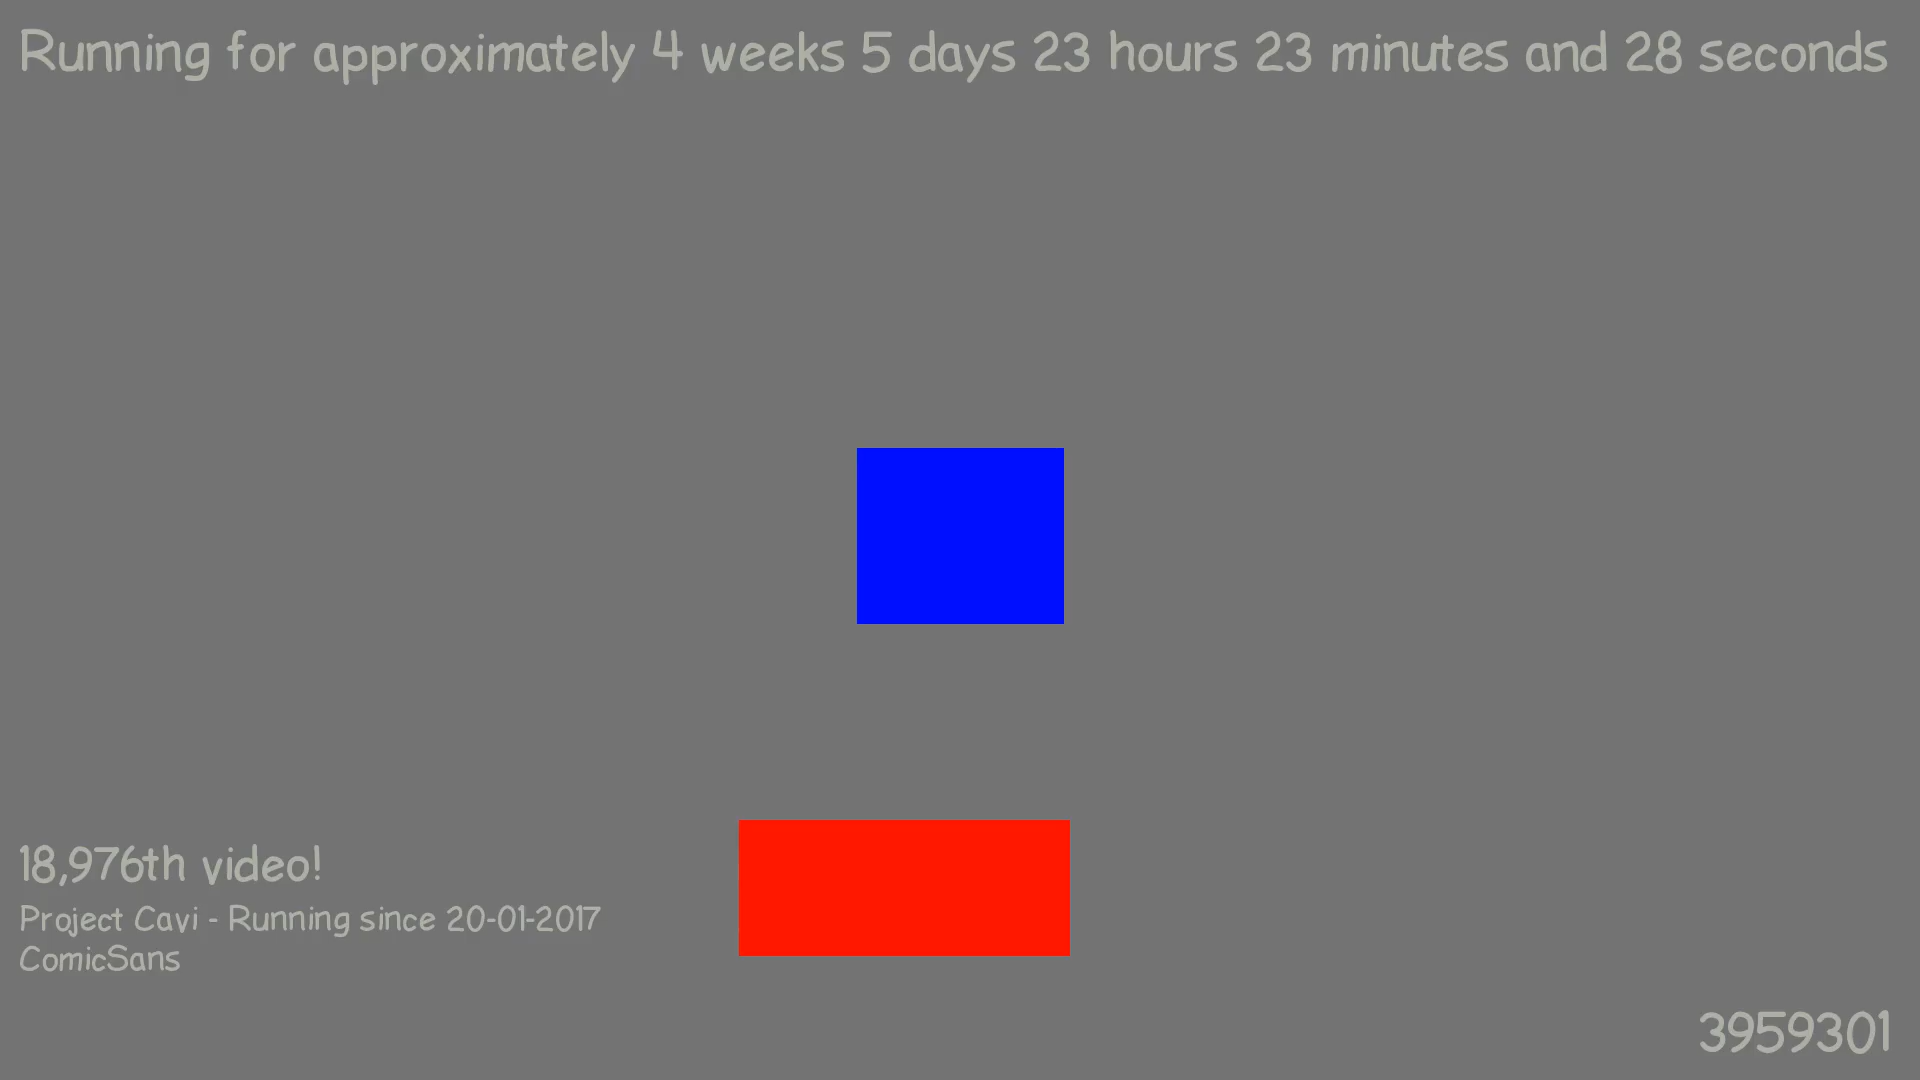 Running for approximately 4 weeks 5 days 23 hours 23 minutes and 28 seconds
18,976th video!
Project Cavi - Running since 20-01-2017
ComicSans
3959301